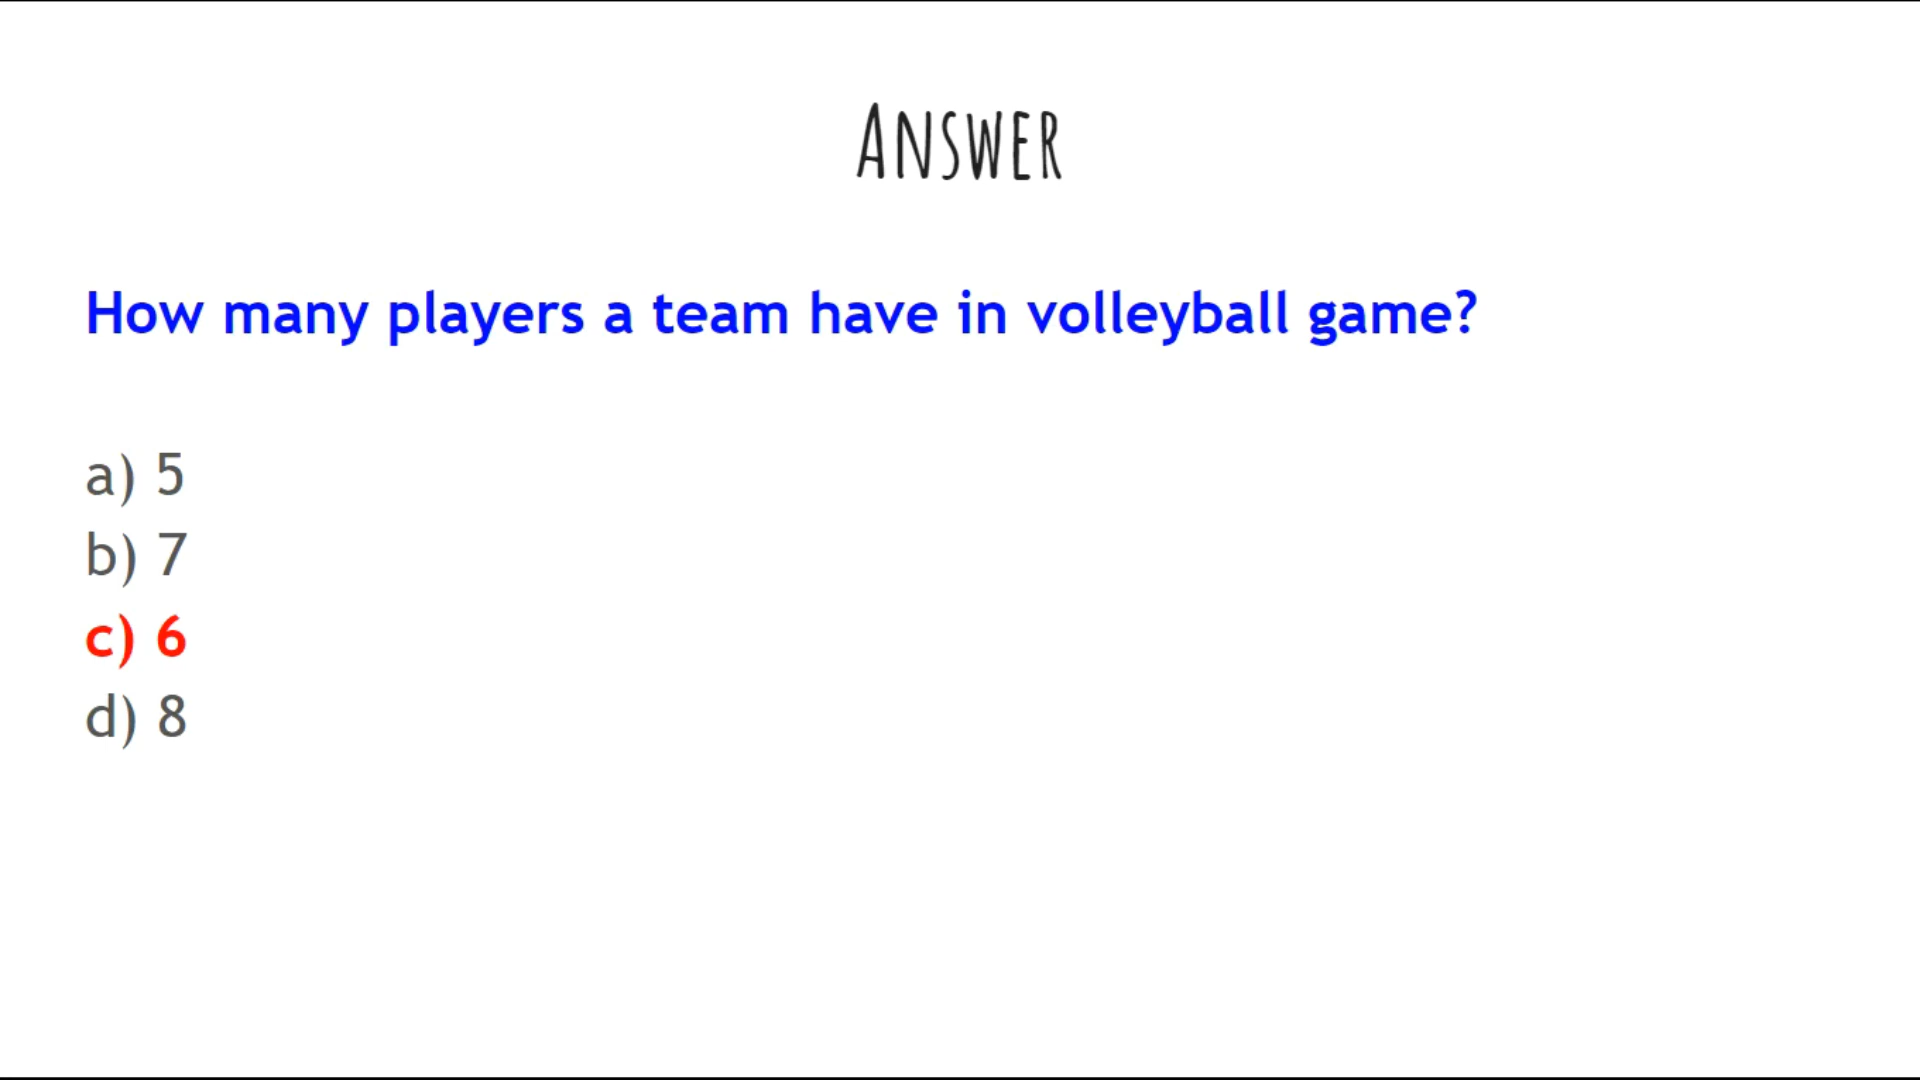 Answer
How many players a team have in volleyball game?
a) 5
b) 7
c) 6
d) 8